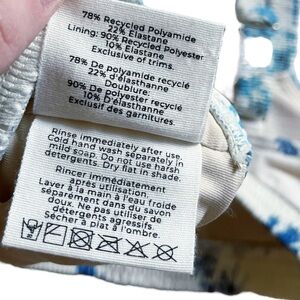 78% Recycled Polyamide
22% Elastane
Lining: 90% Recycled Polyester
10% Elastane
Exclusive of trims.
78% De polyamide recyclé
22% d'élasthanne
Doublure:
90% De polyester recyclé
10% D'élasthanne
Exclusif des garnitures.
Rinse immediately after use.
Cold hand wash separately in
mild soap. Do not use harsh
detergents. Dry flat in shade.
Rincer immédiatement
après utilisation.
Laver à la main à l'eau froide
séparément dans du savon
doux. Ne pas utiliser de
détergents agressifs.
Sécher à plat à l'ombre.